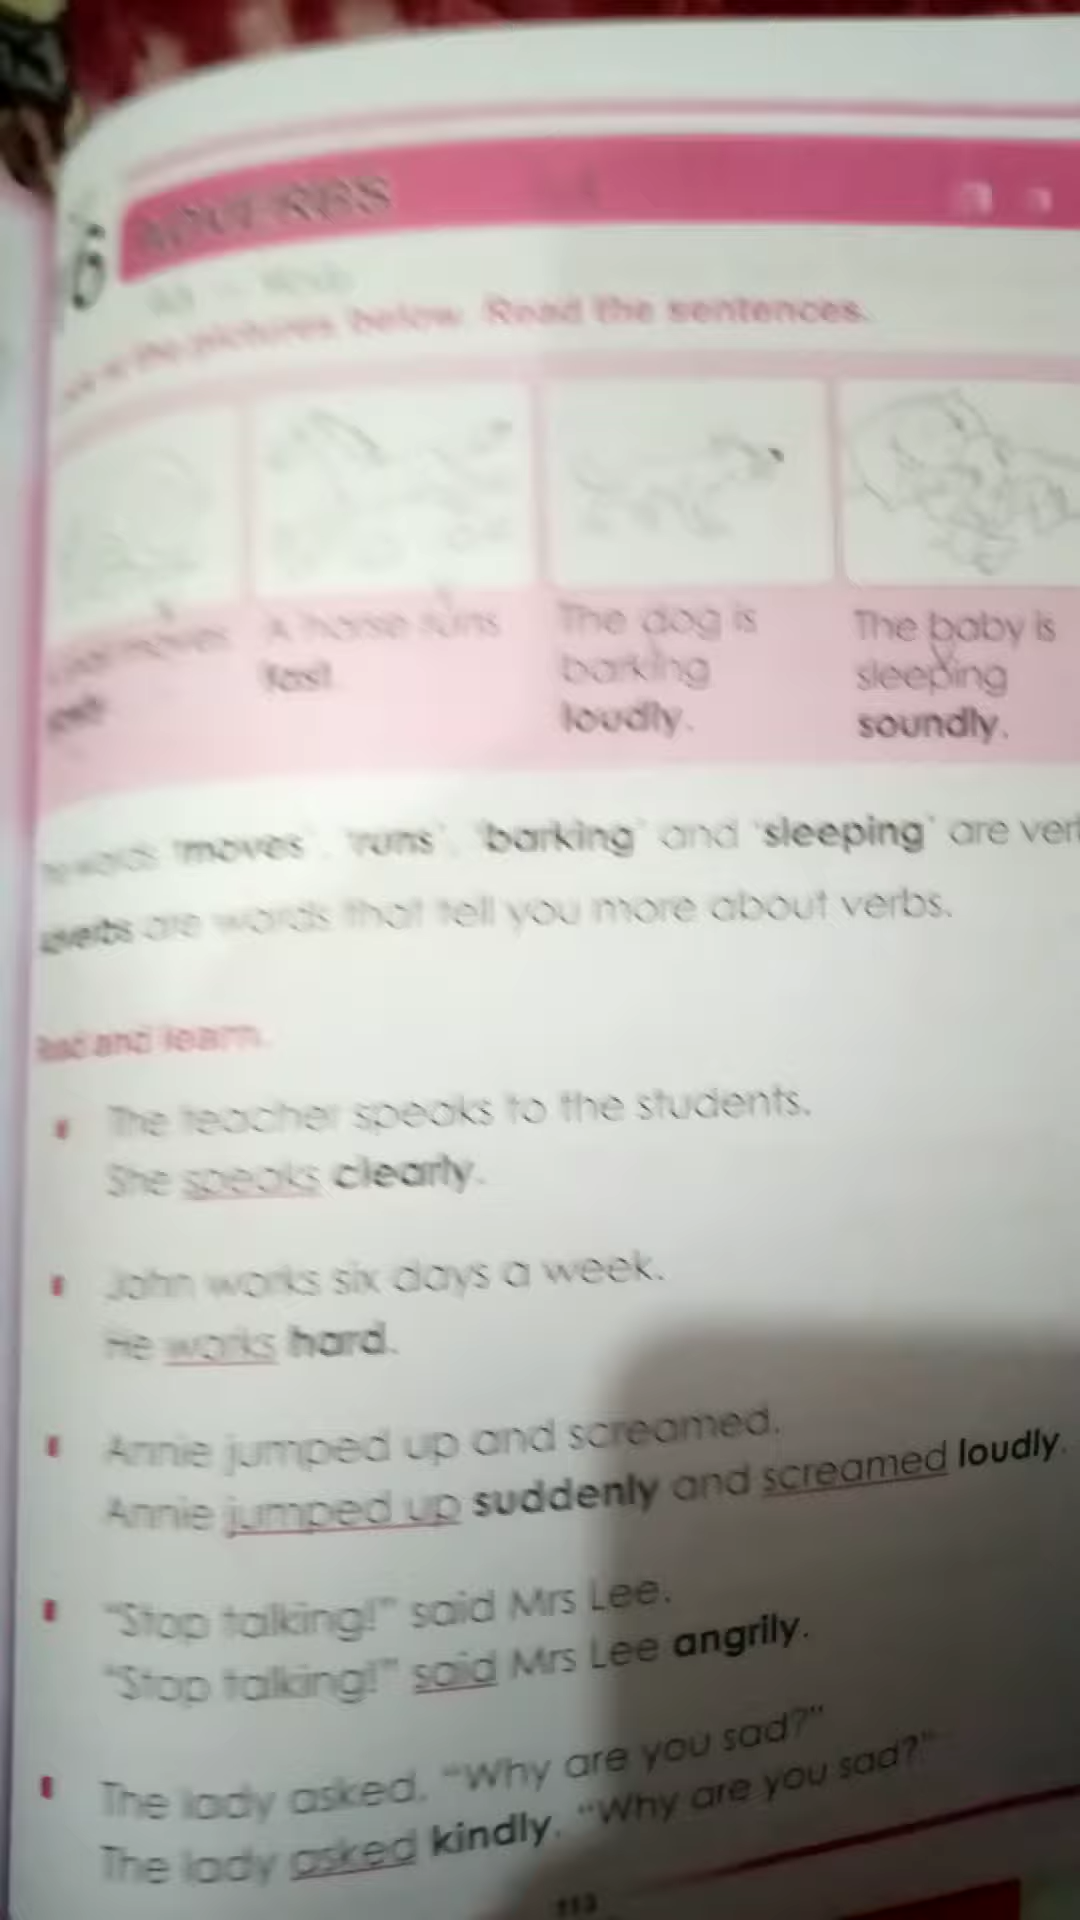 6 ADVERBS
the pictures below. Read the sentences.
moves
A horse runs
fast.
The dog is
barking
loudly.
The baby is
sleeping
soundly.
words 'moves', 'runs', 'barking' and 'sleeping' are
are words that tell you more about verbs.
Read and learn.
The teacher speaks to the students.
She speaks clearly.
John works six days a week.
He works hard.
Annie jumped up and screamed.
Annie jumped up suddenly and screamed loudly.
"Stop talking!" said Mrs Lee.
"Stop talking!" said Mrs Lee angrily.
The lady asked, "Why are you sad?"
The lady asked kindly, "Why are you sad?"
113